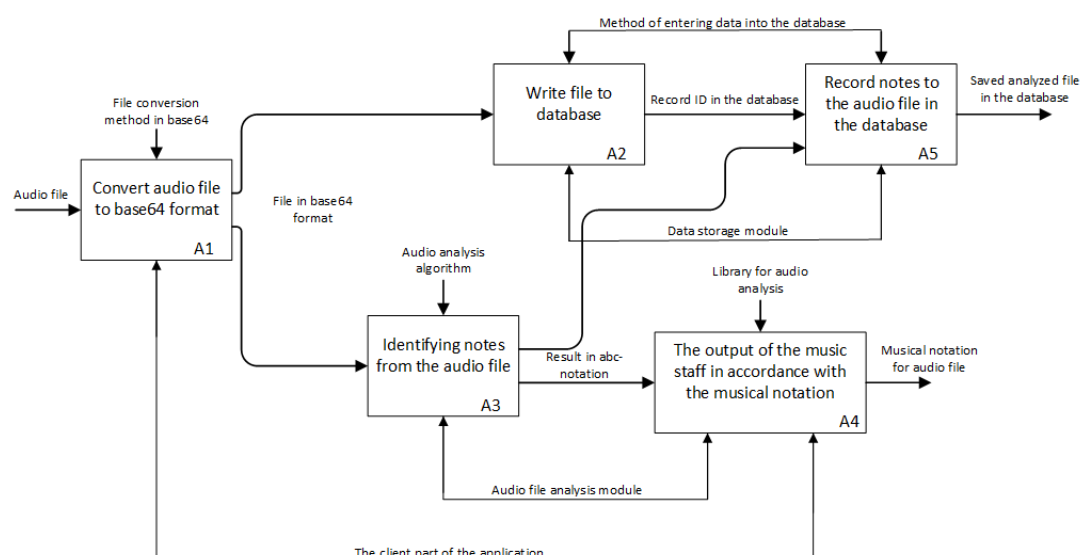 Method of entering data into the database
File conversion
method in base64
Write file to
database
A2
Record ID in the database
Record notes to
the audio file in
the database
A5
Saved analyzed file
in the database
Audio file
Convert audio file
to base64 format
A1
File in base64
format
Data storage module
Audio analysis
algorithm
Library for audio
analysis
Identifying notes
from the audio file
A3
Result in abc-
notation
The output of the music
staff in accordance with
the musical notation
A4
Musical notation
for audio file
Audio file analysis module
The client part of the application